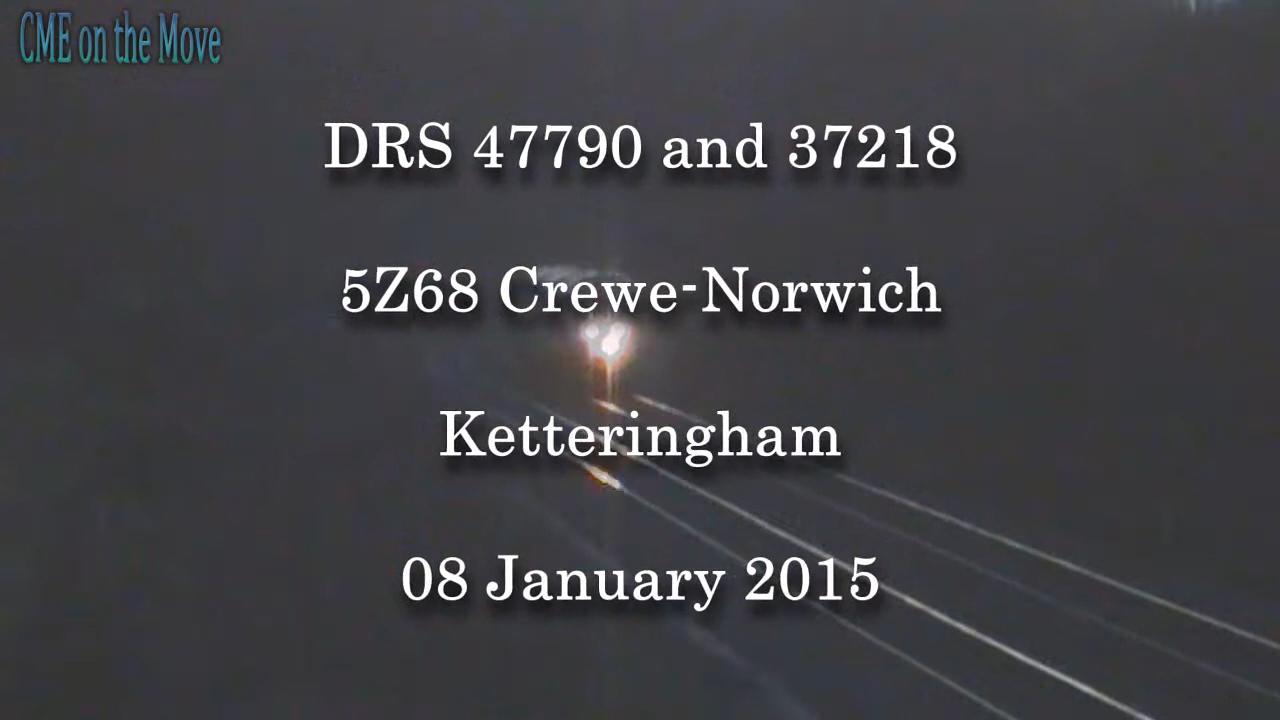 CME on the Move
DRS 47790 and 37218
5Z68 Crewe-Norwich
Ketteringham
08 January 2015